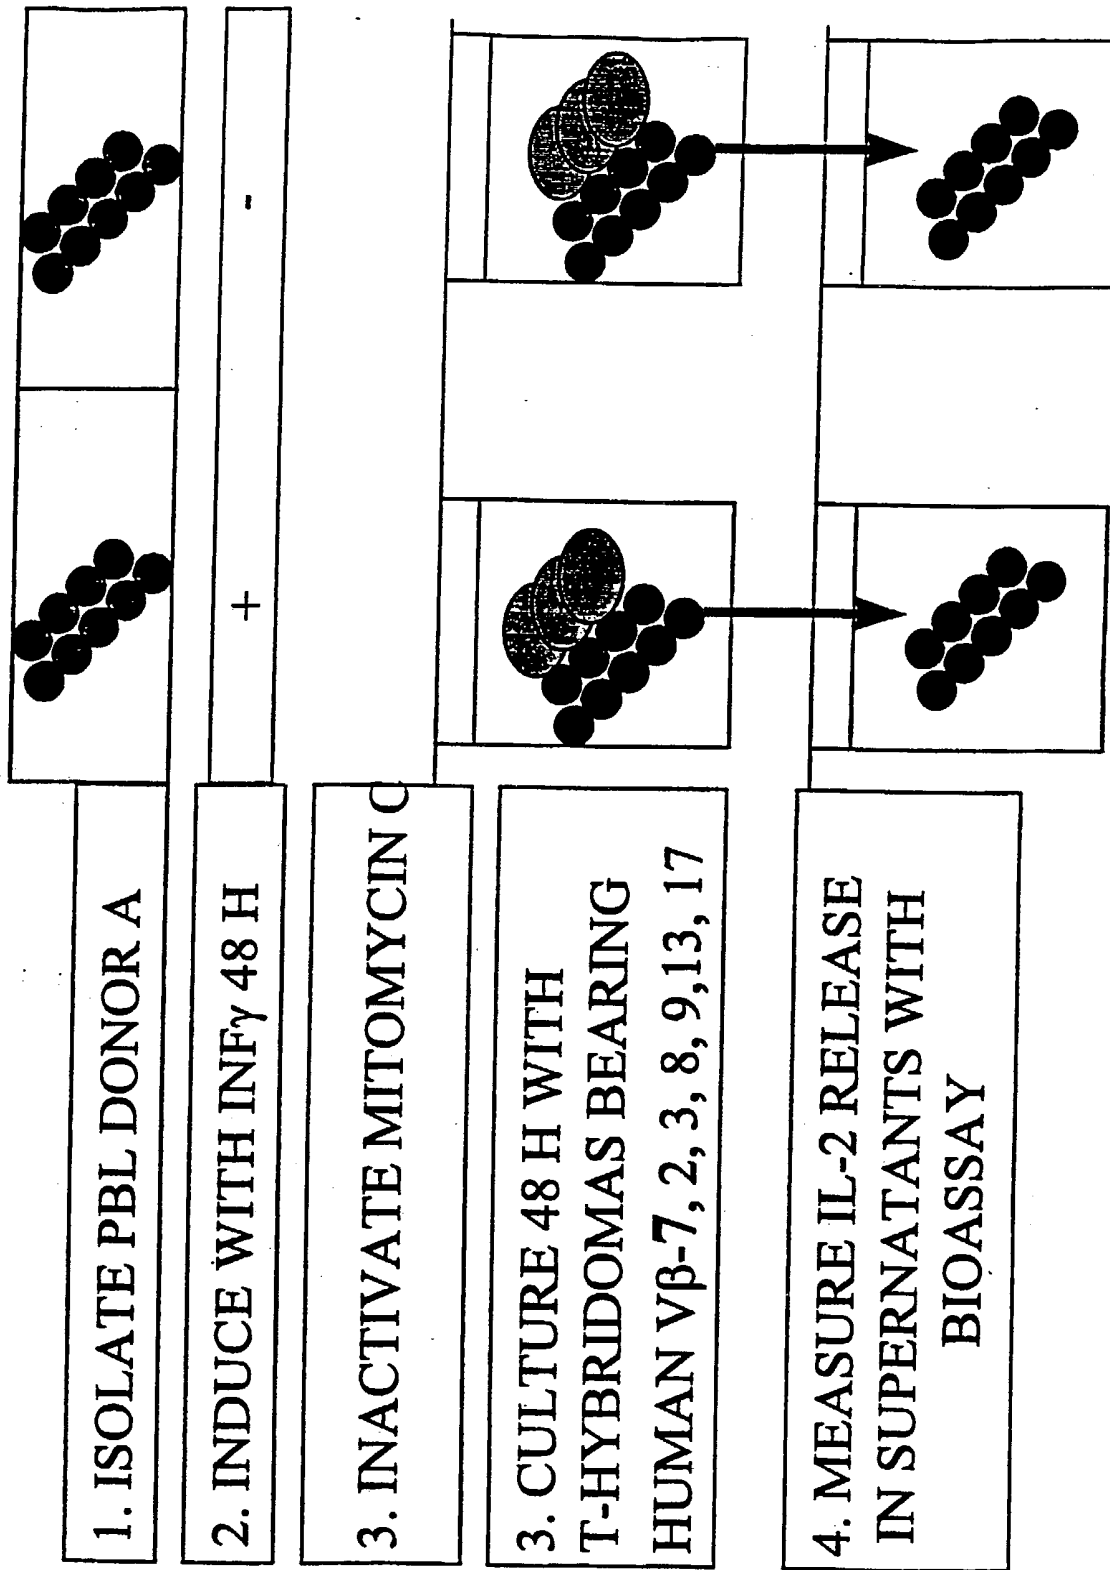 1. ISOLATE PBL DONOR A
2. INDUCE WITH INFγ 48 H
+
-
3. INACTIVATE MITOMYCIN C
3. CULTURE 48 H WITH
T-HYBRIDOMAS BEARING
HUMAN Vβ-7, 2, 3, 8, 9,13, 17
4. MEASURE IL-2 RELEASE
IN SUPERNATANTS WITH
BIOASSAY